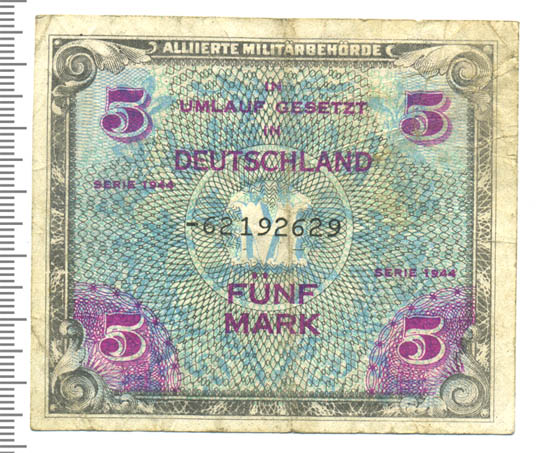 ALLIIERTE MILITÄRBEHÖRDE
5 IN 5
UMLAUF GESETZT
IN
DEUTSCHLAND
SERIE 1944
M
-62192629
SERIE 1944
FÜNF
MARK
5 5